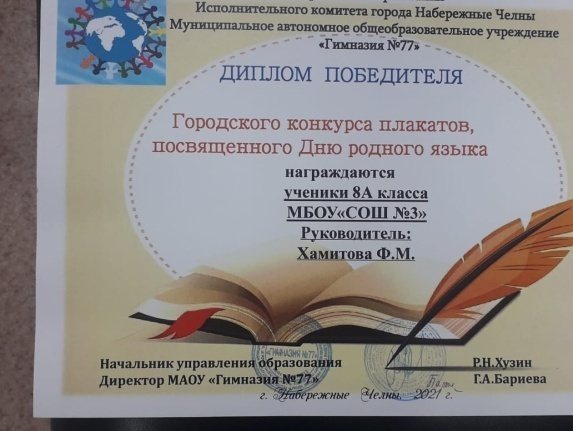 Исполнительного комитета города Набережные Челны
Муниципальное автономное общеобразовательное учреждение
«Гимназия №77»
ДИПЛОМ ПОБЕДИТЕЛЯ
Городского конкурса плакатов,
посвященного Дню родного языка
награждаются
ученики 8А класса
МБОУ«СОШ №3»
Руководитель:
Хамитова Ф.М.
Начальник управления образования Р.Н.Хузин
Директор МАОУ «Гимназия №77» Г.А.Бариева
г. Набережные Челны, 2021 г.